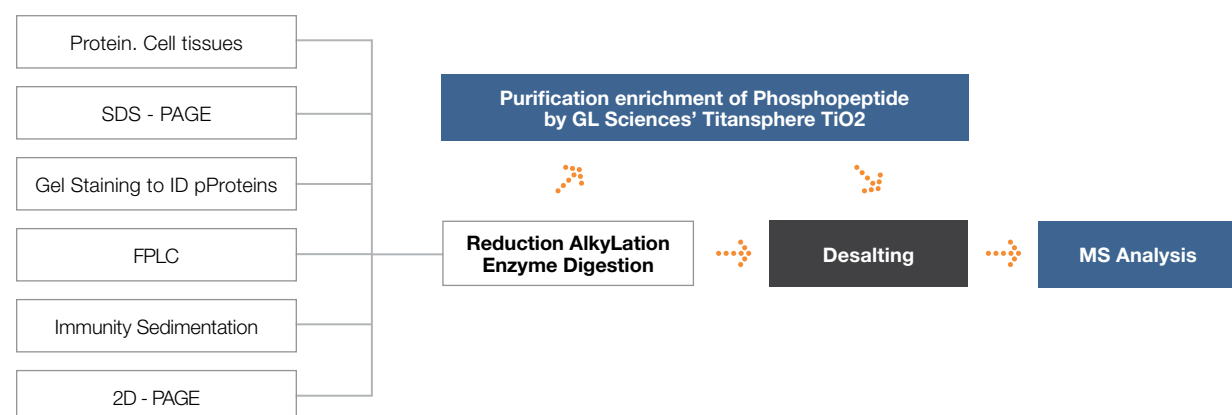 Protein. Cell tissues
SDS - PAGE
Gel Staining to ID pProteins
FPLC
Immunity Sedimentation
2D - PAGE
Purification enrichment of Phosphopeptide
by GL Sciences' Titansphere TiO2
Reduction AlkyLation
Enzyme Digestion
Desalting
MS Analysis